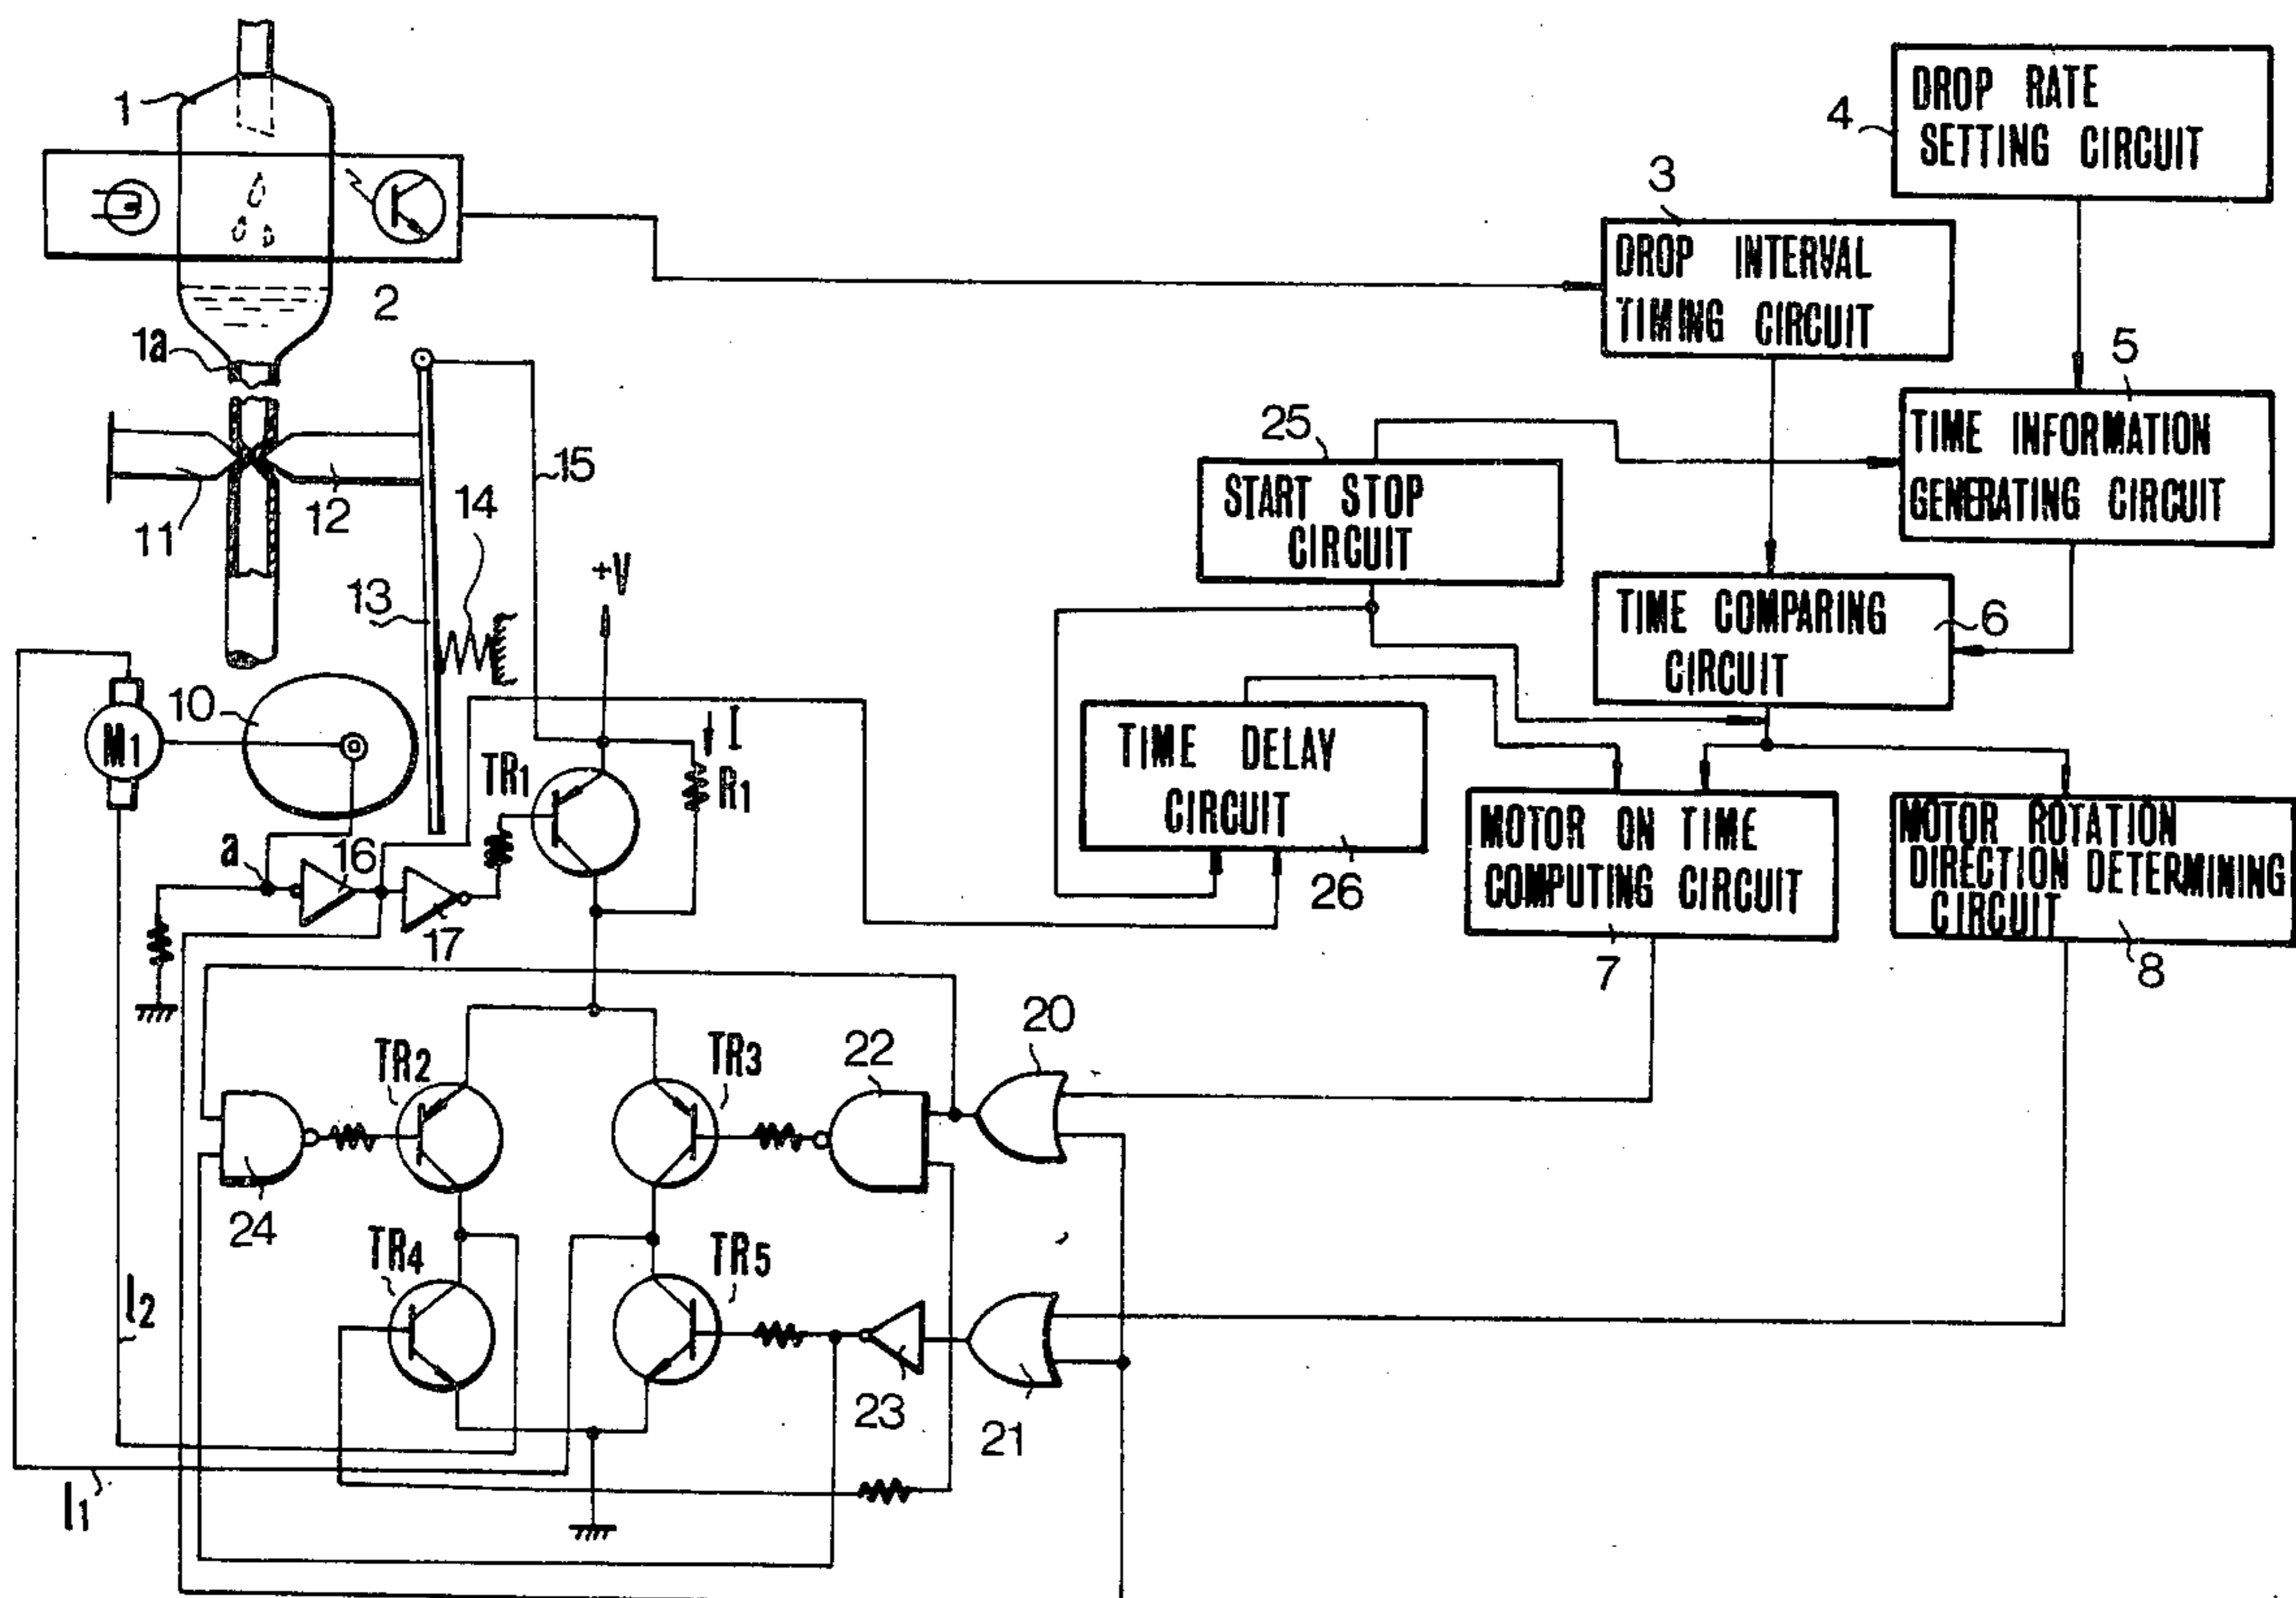 1
2
1a
11
12
13
14
15
10
M1
a
16
17
+V
I
R1
TR1
3
DROP INTERVAL
TIMING CIRCUIT
4
DROP RATE
SETTING CIRCUIT
5
TIME INFORMATION
GENERATING CIRCUIT
25
START STOP
CIRCUIT
TIME COMPARING
CIRCUIT
6
TIME DELAY
CIRCUIT
26
MOTOR ON TIME
COMPUTING CIRCUIT
7
MOTOR ROTATION
DIRECTION DETERMINING
CIRCUIT
8
TR2
TR3
22
20
24
TR4
TR5
23
21
l2
l1